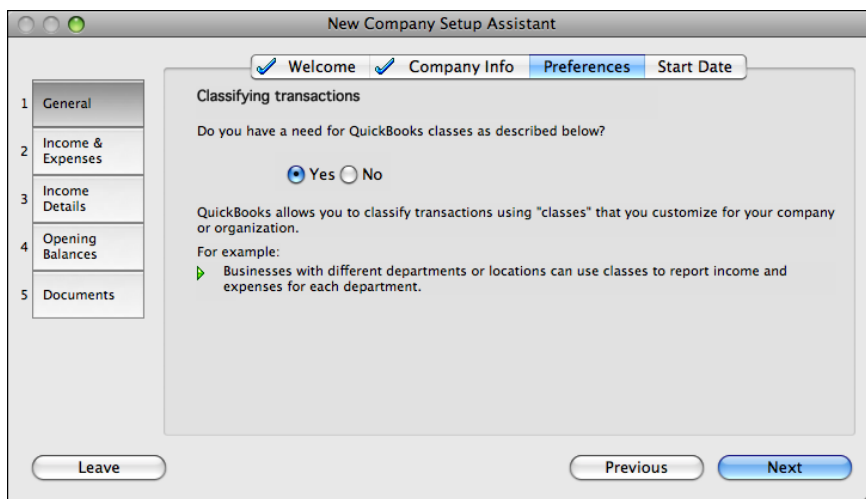 New Company Setup Assistant
Welcome Company Info Preferences Start Date
1 General
2 Income &
Expenses
3 Income
Details
4 Opening
Balances
5 Documents
Classifying transactions
Do you have a need for QuickBooks classes as described below?
Yes No
QuickBooks allows you to classify transactions using "classes" that you customize for your company
or organization.
For example:
Businesses with different departments or locations can use classes to report income and
expenses for each department.
Leave Previous Next